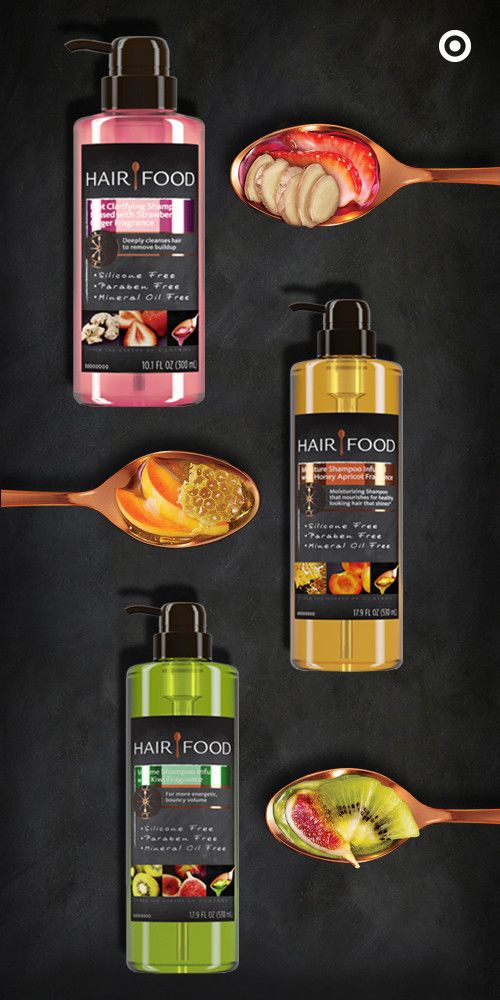 HAIR FOOD
Clarifying Shamp
Infused with Strawber
Ginger Fragrance
Deeply cleanses hair
to remove buildup
•Silicone Free
•Paraben Free
•Mineral Oil Free
10.1 FL OZ (300 mL)
HAIR FOOD
Moisture Shampoo Infu
with Honey Apricot Fra
Moisturizing Shampoo
that nourishes for healthy
looking hair that shines*
•Silicone Free
•Paraben Free
•Mineral Oil Free
17.9 FL OZ (530 mL)
HAIR FOOD
Volume Shampoo Infu
with Kiwi Fragrance
For more energetic,
bouncy volume
•Silicone Free
•Paraben Free
•Mineral Oil Free
17.9 FL OZ (530 mL)